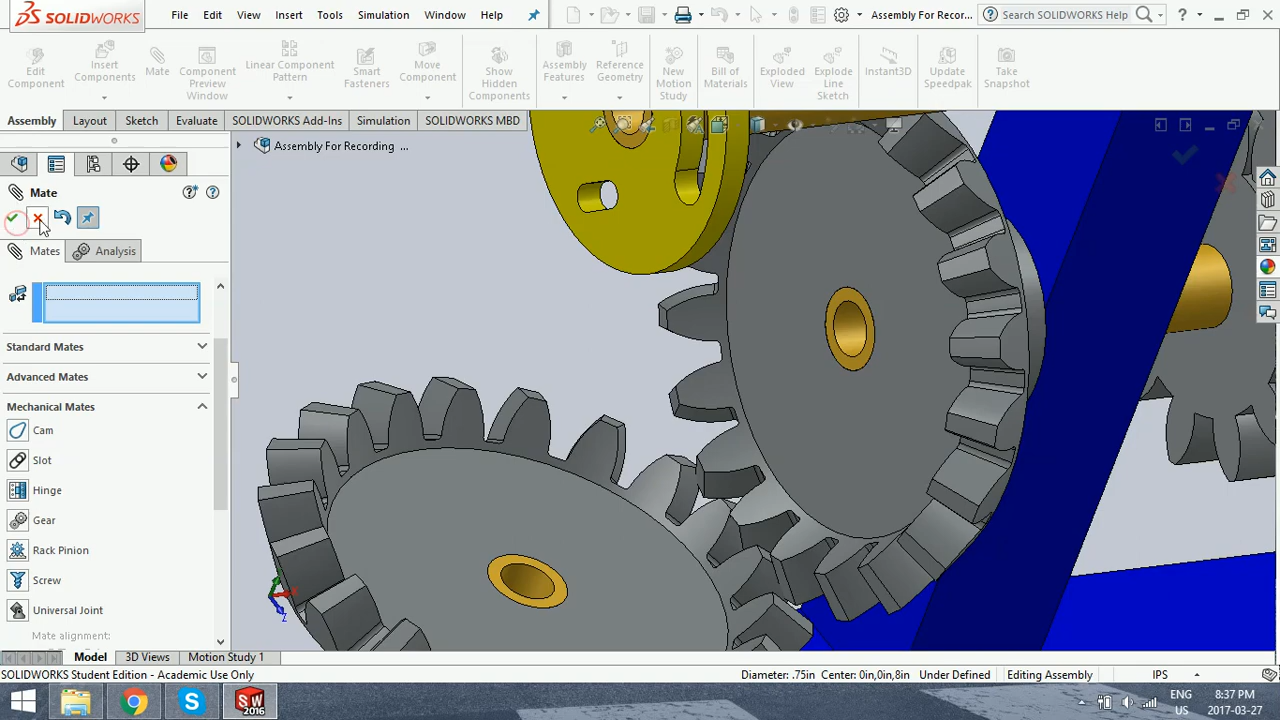 SOLIDWORKS File Edit View Insert Tools Simulation Window Help Assembly For Recor... Search SOLIDWORKS Help ?
Edit Component
Insert Components
Mate
Component Preview Window
Linear Component Pattern
Smart Fasteners
Move Component
Show Hidden Components
Assembly Features
Reference Geometry
New Motion Study
Bill of Materials
Exploded View
Explode Line Sketch
Instant3D
Update Speedpak
Take Snapshot
Assembly Layout Sketch Evaluate SOLIDWORKS Add-Ins Simulation SOLIDWORKS MBD
Assembly For Recording ...
Mate
Mates Analysis
Standard Mates
Advanced Mates
Mechanical Mates
Cam
Slot
Hinge
Gear
Rack Pinion
Screw
Universal Joint
Mate alignment:
Z
Model 3D Views Motion Study 1
SOLIDWORKS Student Edition - Academic Use Only Diameter: .75in Center: 0in,0in,8in Under Defined Editing Assembly IPS
SW 2016
ENG 8:37 PM
US 2017-03-27